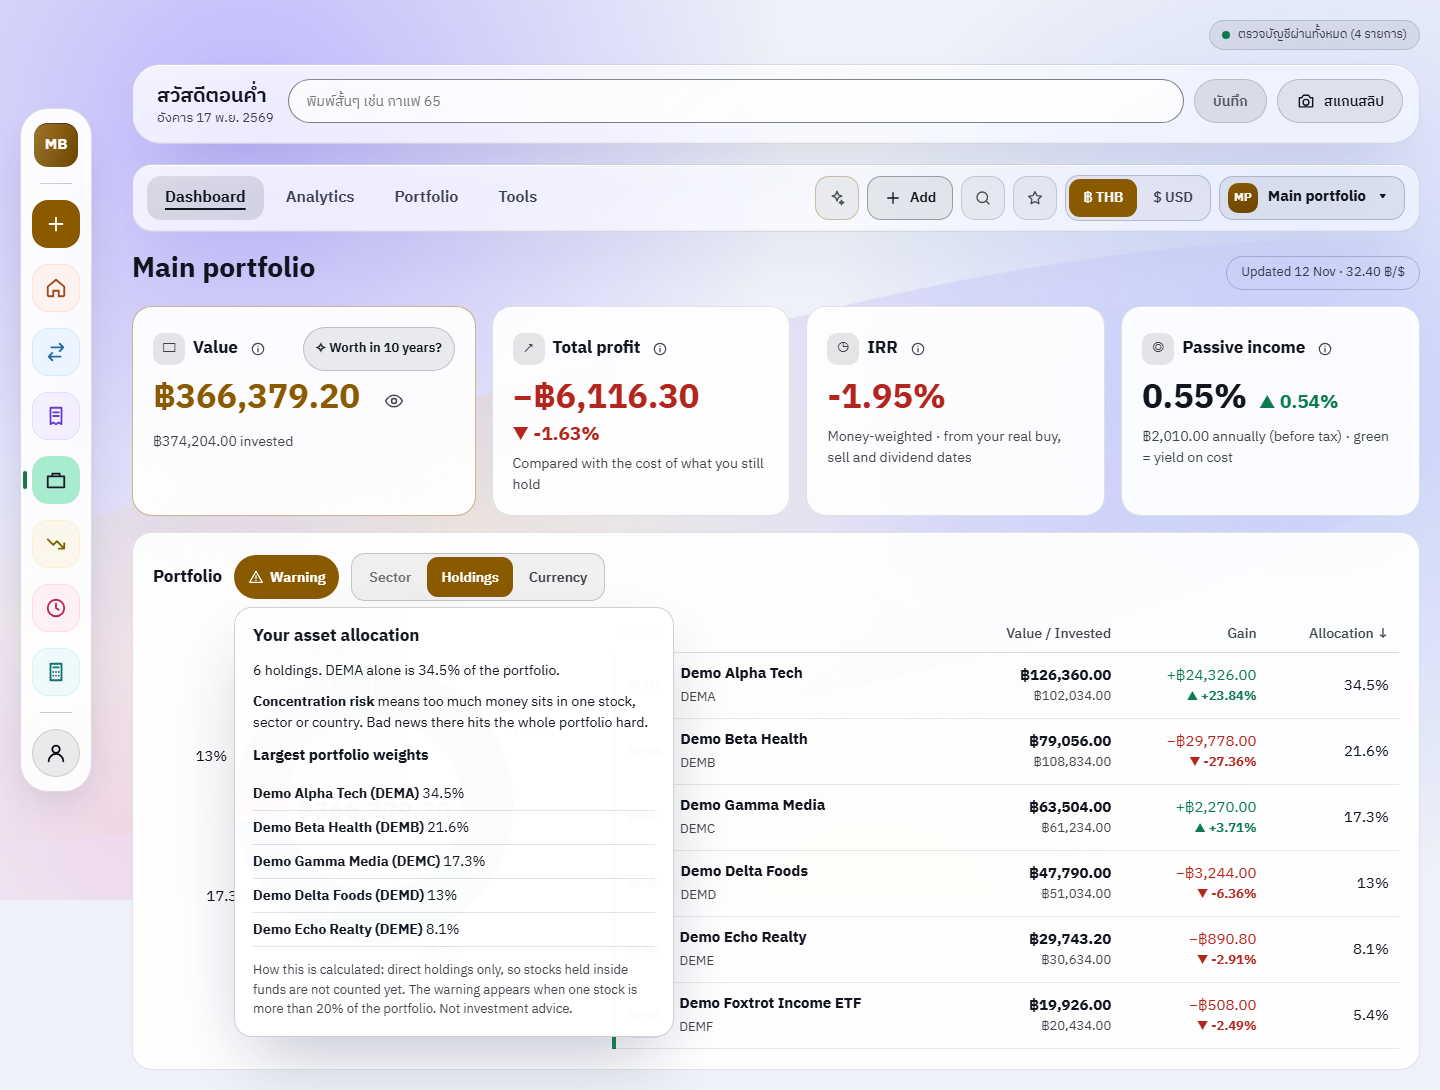 ตรวจบัญชีผ่านทั้งหมด (4 รายการ)
สวัสดีตอนค่ำ
อังคาร 17 พ.ย. 2569
พิมพ์สั้นๆ เช่น กาแฟ 65
บันทึก
สแกนสลิป
MB
Dashboard
Analytics
Portfolio
Tools
Add
฿ THB
$ USD
MP
Main portfolio
Main portfolio
Updated 12 Nov · 32.40 ฿/$
Value
Worth in 10 years?
฿366,379.20
฿374,204.00 invested
Total profit
−฿6,116.30
▼ -1.63%
Compared with the cost of what you still
hold
IRR
-1.95%
Money-weighted · from your real buy,
sell and dividend dates
Passive income
0.55% ▲ 0.54%
฿2,010.00 annually (before tax) · green
= yield on cost
Portfolio
Warning
Sector
Holdings
Currency
Your asset allocation
6 holdings. DEMA alone is 34.5% of the portfolio.
Concentration risk means too much money sits in one stock,
sector or country. Bad news there hits the whole portfolio hard.
Largest portfolio weights
Demo Alpha Tech (DEMA) 34.5%
Demo Beta Health (DEMB) 21.6%
Demo Gamma Media (DEMC) 17.3%
Demo Delta Foods (DEMD) 13%
Demo Echo Realty (DEME) 8.1%
How this is calculated: direct holdings only, so stocks held inside
funds are not counted yet. The warning appears when one stock is
more than 20% of the portfolio. Not investment advice.
13%
17.3
Value / Invested
Gain
Allocation ↓
Demo Alpha Tech
DEMA
฿126,360.00
฿102,034.00
+฿24,326.00
▲ +23.84%
34.5%
Demo Beta Health
DEMB
฿79,056.00
฿108,834.00
−฿29,778.00
▼ -27.36%
21.6%
Demo Gamma Media
DEMC
฿63,504.00
฿61,234.00
+฿2,270.00
▲ +3.71%
17.3%
Demo Delta Foods
DEMD
฿47,790.00
฿51,034.00
−฿3,244.00
▼ -6.36%
13%
Demo Echo Realty
DEME
฿29,743.20
฿30,634.00
−฿890.80
▼ -2.91%
8.1%
Demo Foxtrot Income ETF
DEMF
฿19,926.00
฿20,434.00
−฿508.00
▼ -2.49%
5.4%